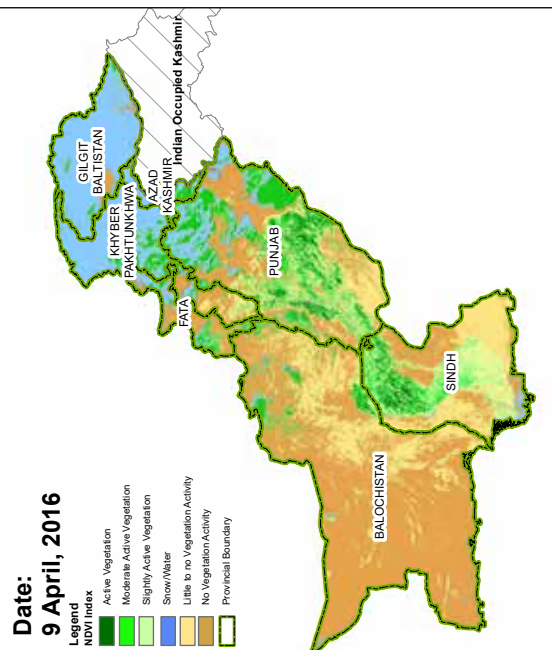 Date:
9 April, 2016
Legend
NDVI Index
Active Vegetation
Moderate Active Vegetation
Slightly Active Vegetation
Snow/Water
Little to no Vegetation Activity
No Vegetation Activity
Provincial Boundary
GILGIT
BALTISTAN
KHYBER
PAKHTUNKHWA
AZAD
KASHMIR
Indian Occupied Kashmir
FATA
PUNJAB
BALOCHISTAN
SINDH